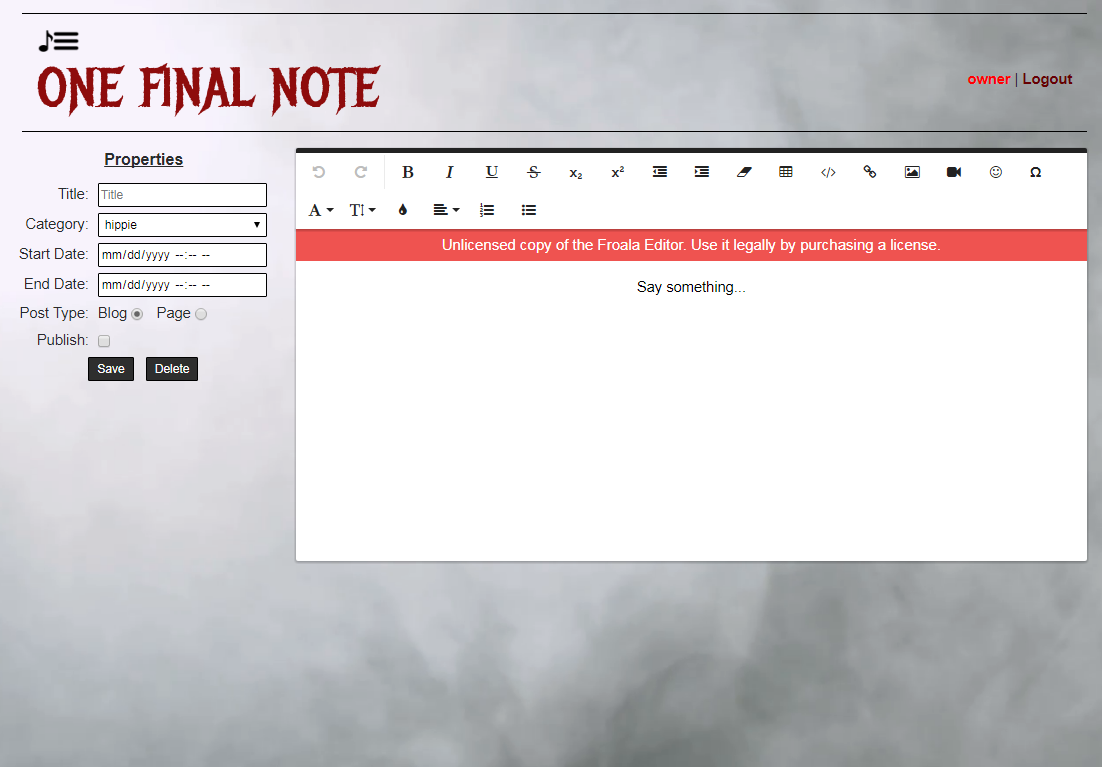 ONE FINAL NOTE
owner | Logout
Properties
Title: Title
Category: hippie
Start Date: mm/dd/yyyy --:-- --
End Date: mm/dd/yyyy --:-- --
Post Type: Blog Page
Publish:
Save Delete
B I U S x₂ x² </> Ω
A T
Unlicensed copy of the Froala Editor. Use it legally by purchasing a license.
Say something...